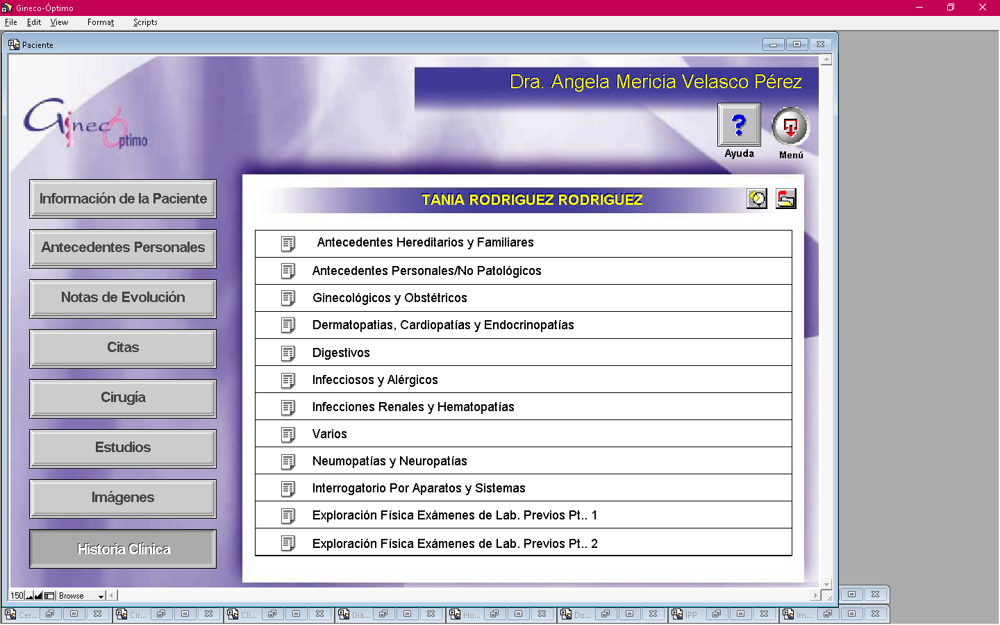 Gineco-Óptimo
File Edit View Format Scripts
Paciente
Dra. Angela Mericia Velasco Pérez
Gineco Óptimo
?
Ayuda
Menú
Información de la Paciente
Antecedentes Personales
Notas de Evolución
Citas
Cirugía
Estudios
Imágenes
Historia Clínica
TANIA RODRIGUEZ RODRIGUEZ
Antecedentes Hereditarios y Familiares
Antecedentes Personales/No Patológicos
Ginecológicos y Obstétricos
Dermatopatias, Cardiopatías y Endocrinopatías
Digestivos
Infecciosos y Alérgicos
Infecciones Renales y Hematopatías
Varios
Neumopatías y Neuropatías
Interrogatorio Por Aparatos y Sistemas
Exploración Física Exámenes de Lab. Previos Pt.. 1
Exploración Física Exámenes de Lab. Previos Pt.. 2
150 Browse
Cer... Cir... Cli... Dia... Ho... Do... IPP Im...